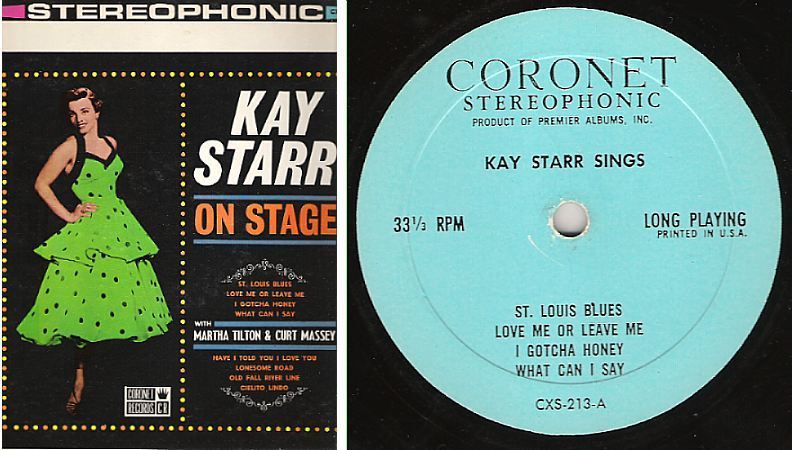 STEREOPHONIC
KAY
STARR
ON STAGE
ST. LOUIS BLUES
LOVE ME OR LEAVE ME
I GOTCHA HONEY
WHAT CAN I SAY
WITH
MARTHA TILTON & CURT MASSEY
HAVE I TOLD YOU I LOVE YOU
LONESOME ROAD
OLD FALL RIVER LINE
CIELITO LINDO
CORONET
RECORDS CR
CORONET
STEREOPHONIC
PRODUCT OF PREMIER ALBUMS, INC.
KAY STARR SINGS
33 1/3 RPM
LONG PLAYING
PRINTED IN U.S.A.
ST. LOUIS BLUES
LOVE ME OR LEAVE ME
I GOTCHA HONEY
WHAT CAN I SAY
CXS-213-A